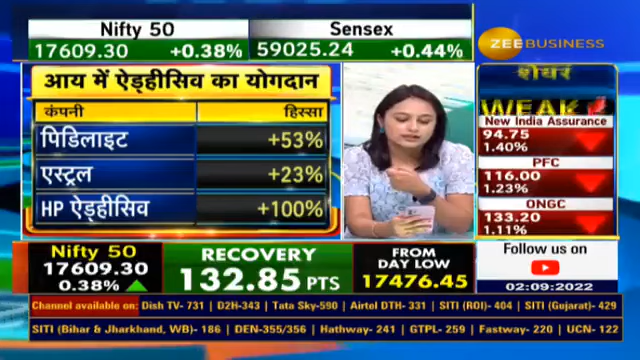 Nifty 50
17609.30 +0.38%
Sensex
59025.24 +0.44%
ZEE BUSINESS
आय में ऐड्हीसिव का योगदान
कंपनी हिस्सा
पिडिलाइट +53%
एस्ट्रल +23%
HP ऐड्हीसिव +100%
शेयर
WEAK
New India Assurance
94.75
1.40%
PFC
116.00
1.23%
ONGC
133.20
1.11%
Nifty 50
17609.30
0.38%
RECOVERY
132.85 PTS
FROM
DAY LOW
17476.45
Follow us on
02:09:2022
Channel available on: Dish TV- 731 | D2H-343 | Tata Sky-590 | Airtel DTH- 331 | SITI (ROI)- 404 | SITI (Gujarat)- 429
SITI (Bihar & Jharkhand, WB)- 186 | DEN-355/356 | Hathway- 241 | GTPL- 259 | Fastway- 220 | UCN- 122